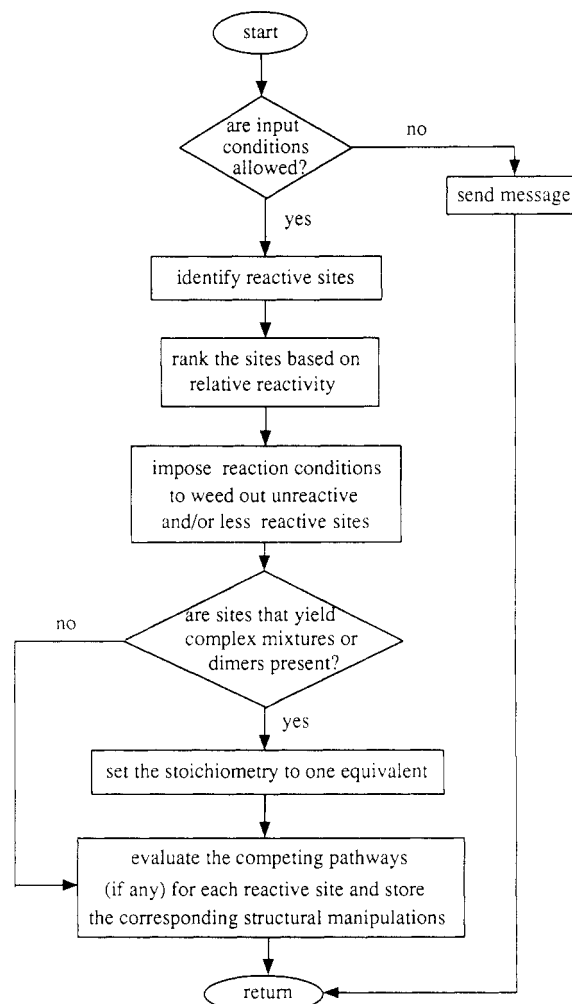 start
are input
conditions
allowed?
no
send message
yes
identify reactive sites
rank the sites based on
relative reactivity
impose reaction conditions
to weed out unreactive
and/or less reactive sites
no
are sites that yield
complex mixtures or
dimers present?
yes
set the stoichiometry to one equivalent
evaluate the competing pathways
(if any) for each reactive site and store
the corresponding structural manipulations
return